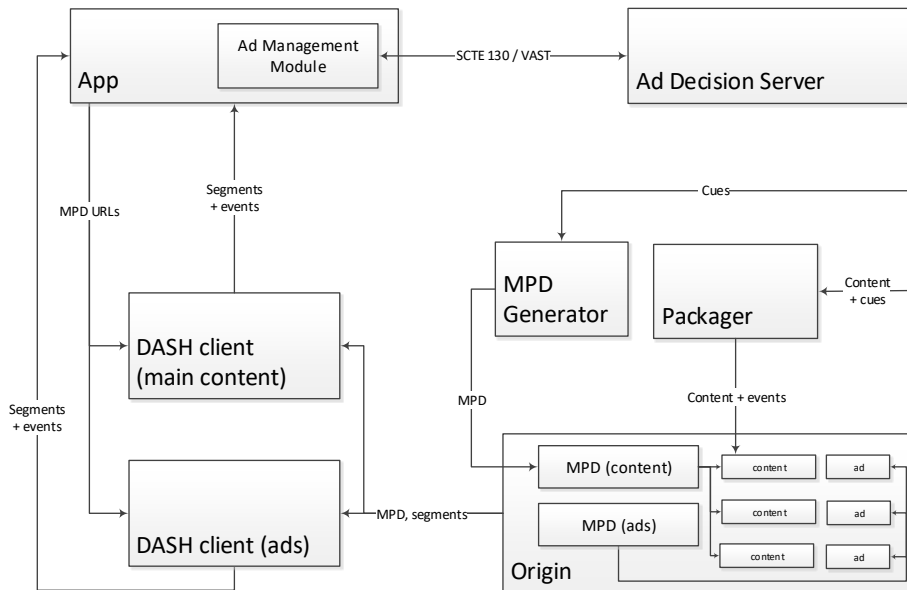 Ad Management
Module
App
SCTE 130 / VAST
Ad Decision Server
Segments
+ events
MPD URLs
Cues
MPD
Generator
Packager
Content
+ cues
DASH client
(main content)
Segments
+ events
MPD
Content + events
MPD (content)
content
ad
MPD, segments
content
ad
MPD (ads)
DASH client (ads)
content
ad
Origin